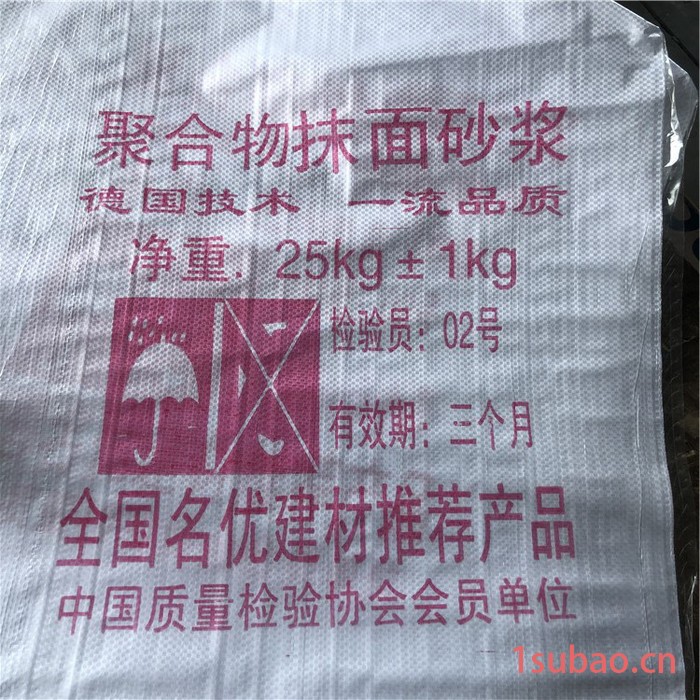 聚合物抹面砂浆
德国技术 一流品质
净重. 25kg ± 1kg
检验员: 02号
有效期: 三个月
全国名优建材推荐产品
中国质量检验协会会员单位
1subao.cn